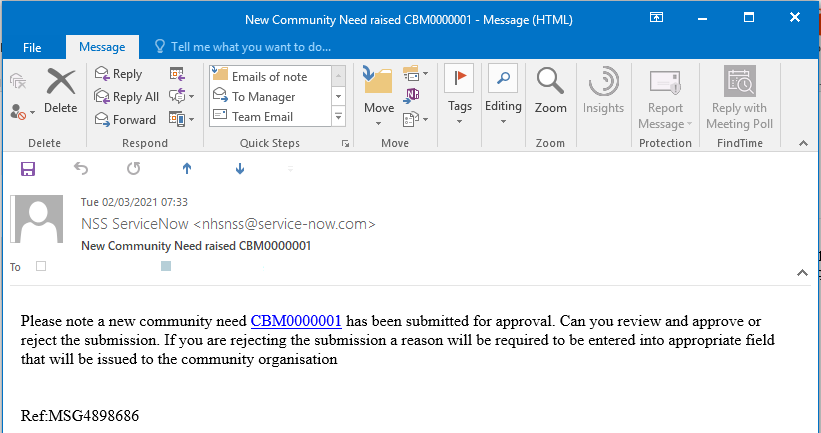 New Community Need raised CBM0000001 - Message (HTML)
File Message Tell me what you want to do...
Delete
Reply
Reply All
Forward
Emails of note
To Manager
Team Email
Move
Tags
Editing
Zoom
Insights
Report Message
Reply with Meeting Poll
Delete Respond Quick Steps Move Zoom Protection FindTime
Tue 02/03/2021 07:33
NSS ServiceNow <nhsnss@service-now.com>
New Community Need raised CBM0000001
To
Please note a new community need CBM0000001 has been submitted for approval. Can you review and approve or
reject the submission. If you are rejecting the submission a reason will be required to be entered into appropriate field
that will be issued to the community organisation
Ref:MSG4898686